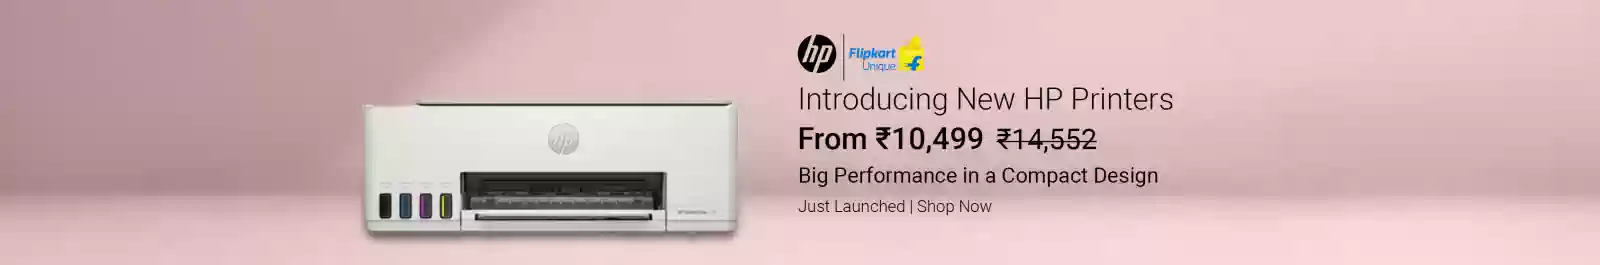 hp
Flipkart
Unique
Introducing New HP Printers
From ₹10,499 ₹14,552
Big Performance in a Compact Design
Just Launched | Shop Now
hp